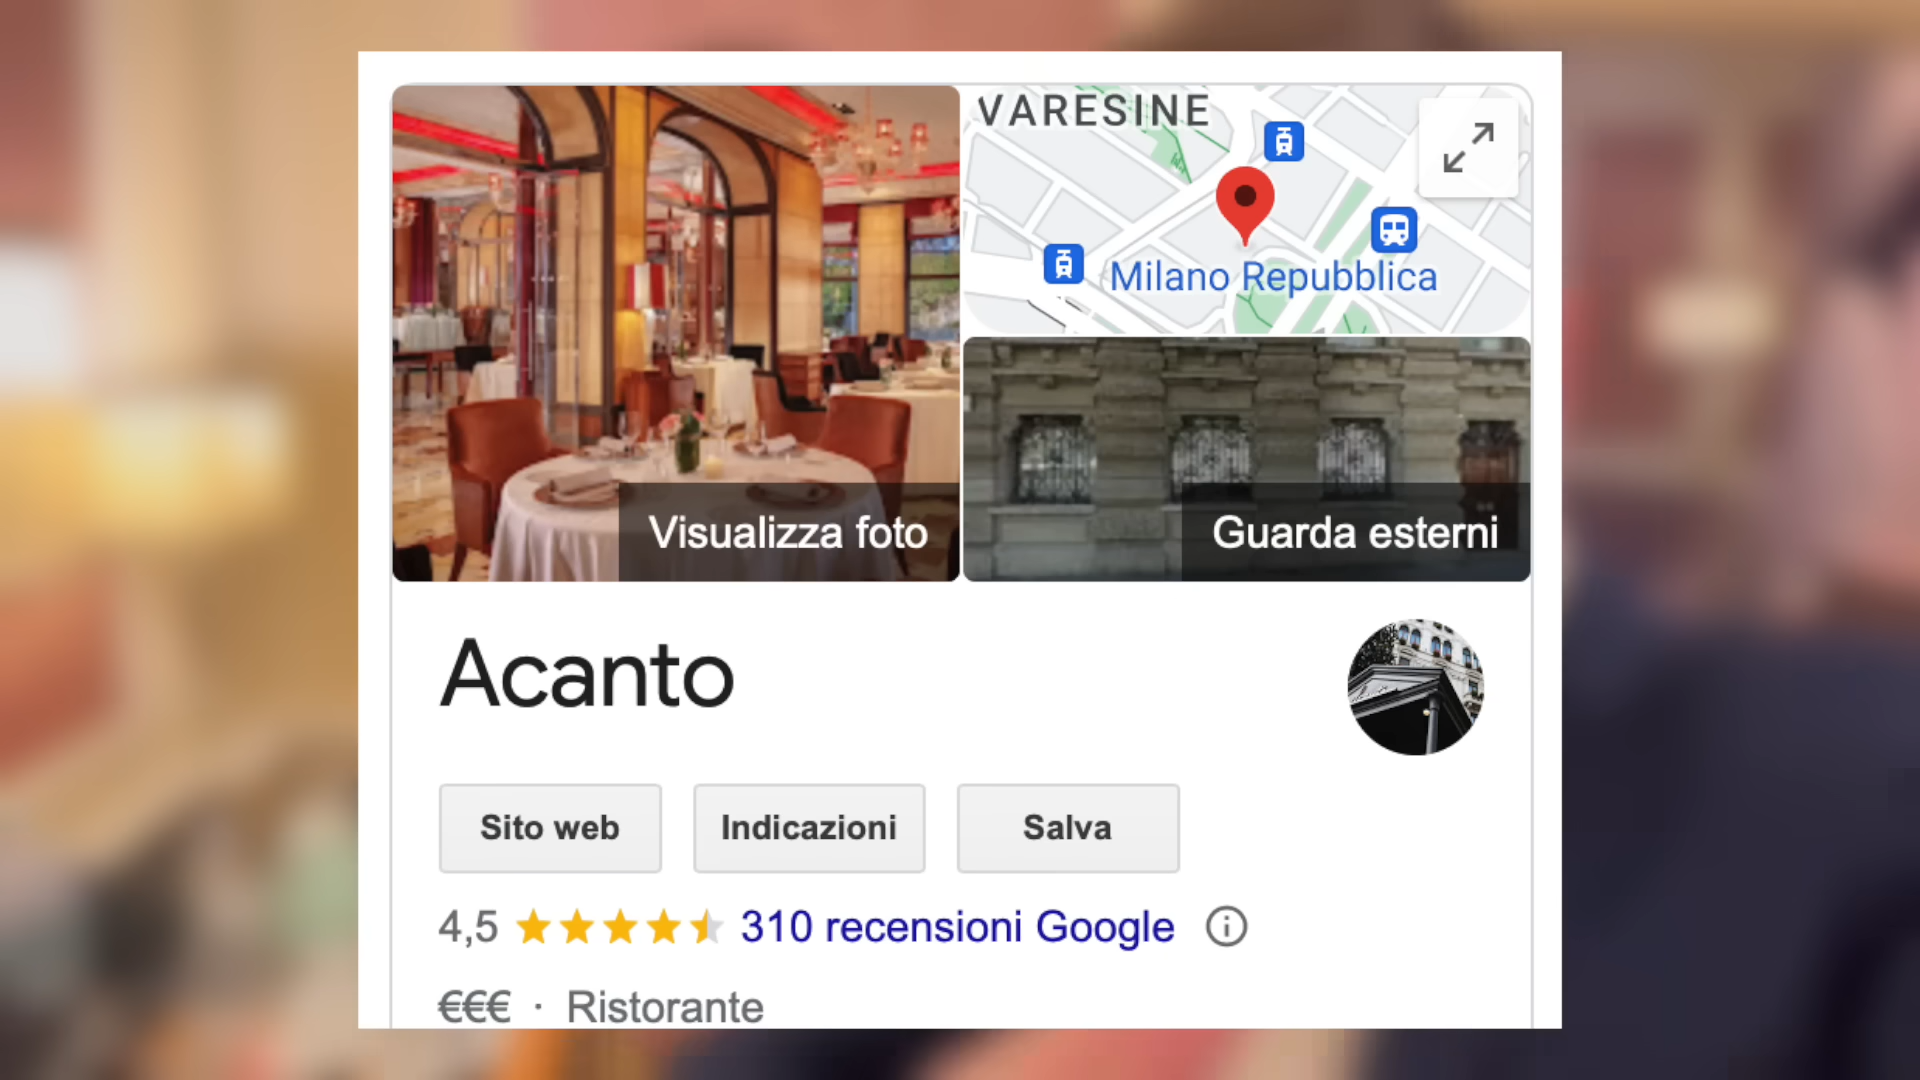 VARESINE
Milano Repubblica
Visualizza foto
Guarda esterni
Acanto
Sito web
Indicazioni
Salva
4,5
310 recensioni Google
€€€ · Ristorante